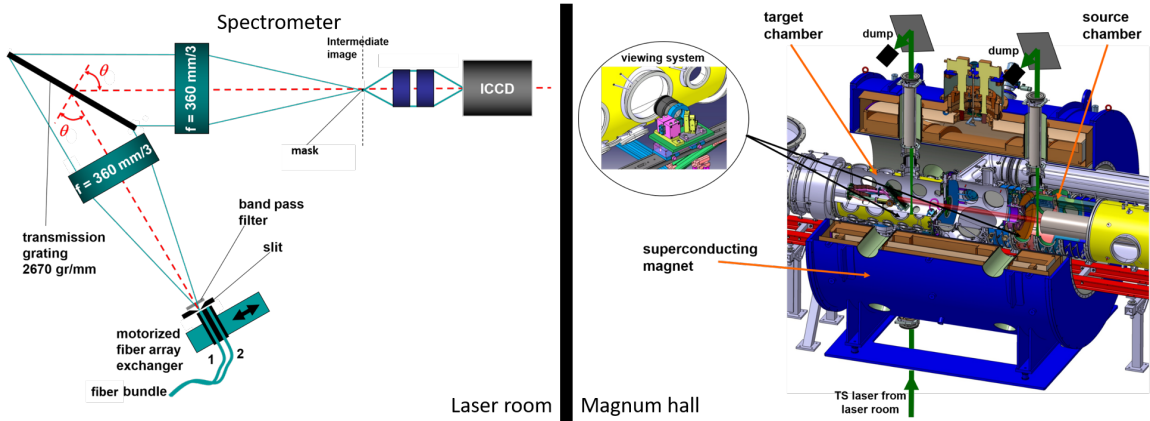 Spectrometer
Intermediate
image
θ
θ
f = 360 mm/3
f = 360 mm/3
ICCD
mask
transmission
grating
2670 gr/mm
band pass
filter
slit
motorized
fiber array
exchanger
1
2
fiber bundle
Laser room
Magnum hall
target
chamber
dump
dump
source
chamber
viewing system
superconducting
magnet
TS laser from
laser room